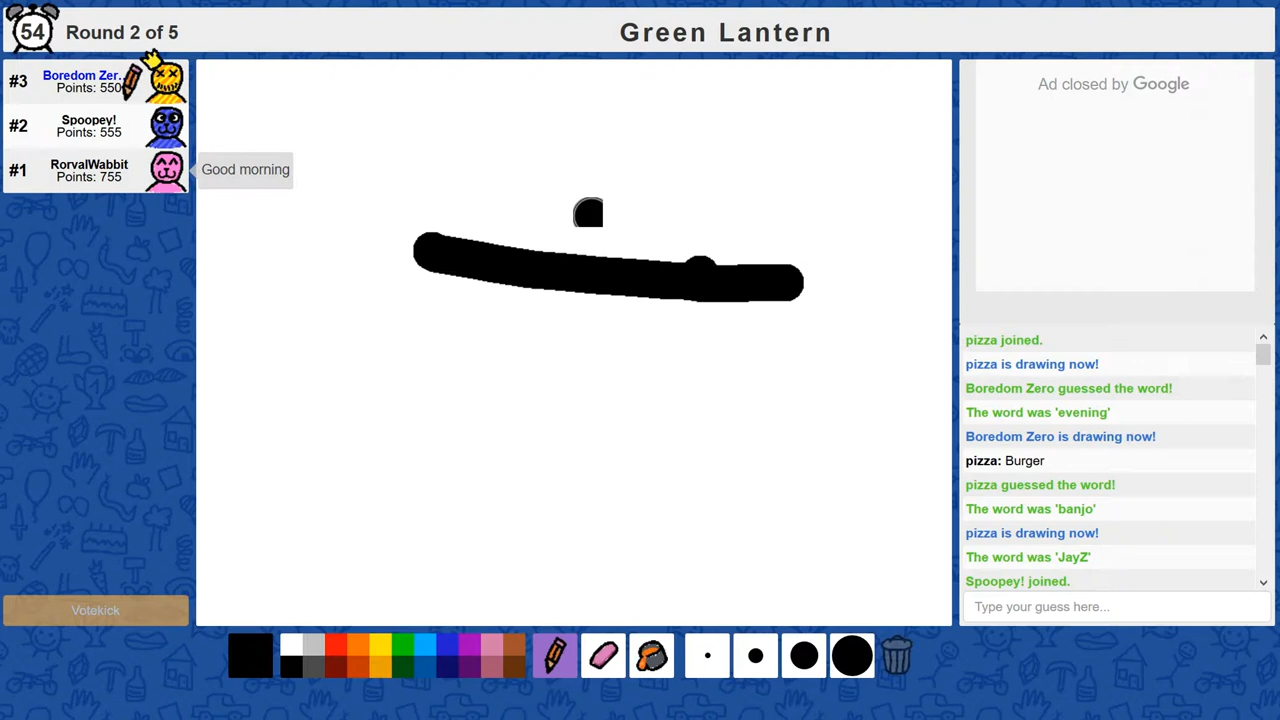 54
Round 2 of 5
Green Lantern
#3
Boredom Zer...
Points: 550
#2
Spoopey!
Points: 555
#1
RorvalWabbit
Points: 755
Good morning
Votekick
Ad closed by Google
pizza joined.
pizza is drawing now!
Boredom Zero guessed the word!
The word was 'evening'
Boredom Zero is drawing now!
pizza: Burger
pizza guessed the word!
The word was 'banjo'
pizza is drawing now!
The word was 'JayZ'
Spoopey! joined.
Type your guess here...